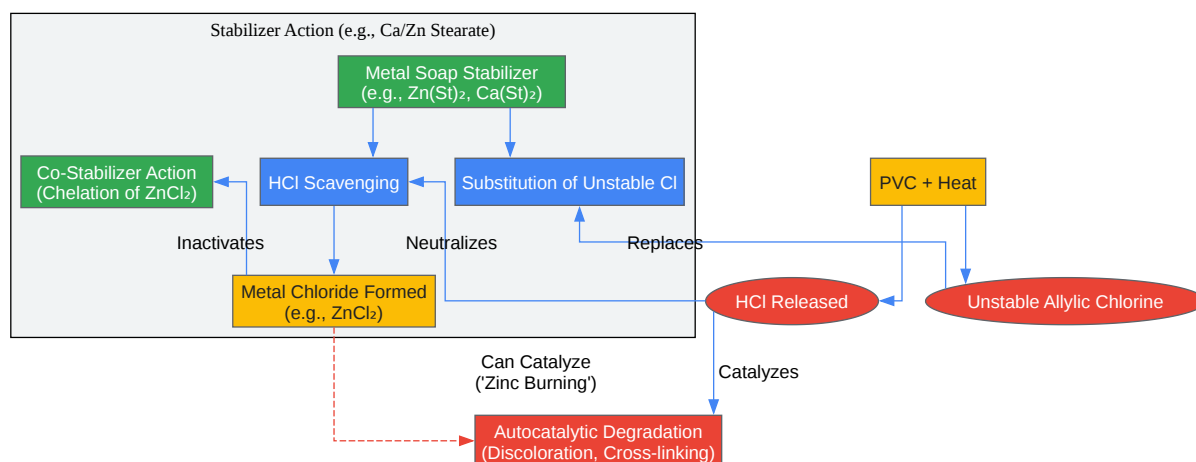 Stabilizer Action (e.g., Ca/Zn Stearate)
Metal Soap Stabilizer
(e.g., Zn(St)₂, Ca(St)₂)
Co-Stabilizer Action
(Chelation of ZnCl₂)
HCl Scavenging
Substitution of Unstable Cl
PVC + Heat
Inactivates
Neutralizes
Replaces
Metal Chloride Formed
(e.g., ZnCl₂)
HCl Released
Unstable Allylic Chlorine
Can Catalyze
('Zinc Burning')
Catalyzes
Autocatalytic Degradation
(Discoloration, Cross-linking)